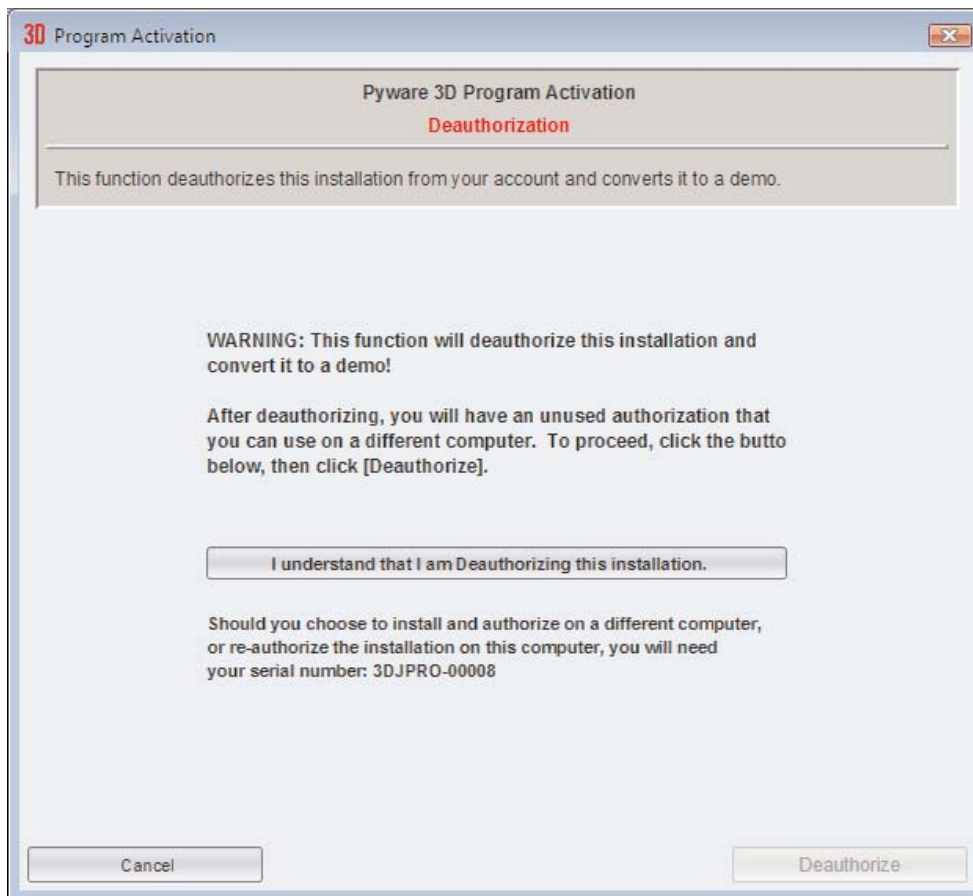 3D Program Activation
Pyware 3D Program Activation
Deauthorization
This function deauthorizes this installation from your account and converts it to a demo.
WARNING: This function will deauthorize this installation and
convert it to a demo!
After deauthorizing, you will have an unused authorization that
you can use on a different computer.  To proceed, click the butto
below, then click [Deauthorize].
I understand that I am Deauthorizing this installation.
Should you choose to install and authorize on a different computer,
or re-authorize the installation on this computer, you will need
your serial number: 3DJPRO-00008
Cancel
Deauthorize